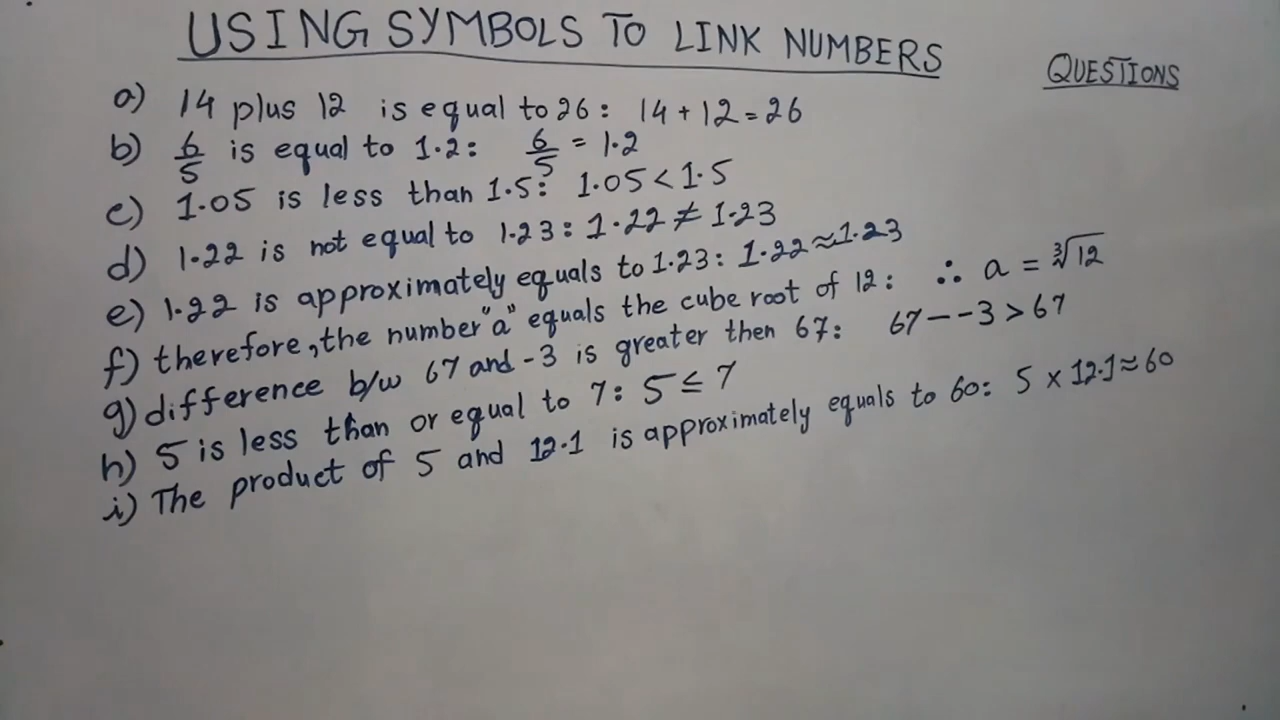 USING SYMBOLS TO LINK NUMBERS
QUESTIONS
a) 14 plus 12 is equal to 26: 14 + 12 = 26
b) 6/5 is equal to 1.2: 6/5 = 1.2
c) 1.05 is less than 1.5: 1.05 < 1.5
d) 1.22 is not equal to 1.23: 1.22 ≠ 1.23
e) 1.22 is approximately equals to 1.23: 1.22 ≈ 1.23
f) therefore, the number "a" equals the cube root of 12: ∴ a = ∛12
g) difference b/w 67 and -3 is greater then 67: 67 - -3 > 67
h) 5 is less than or equal to 7: 5 ≤ 7
i) The product of 5 and 12.1 is approximately equals to 60: 5 × 12.1 ≈ 60